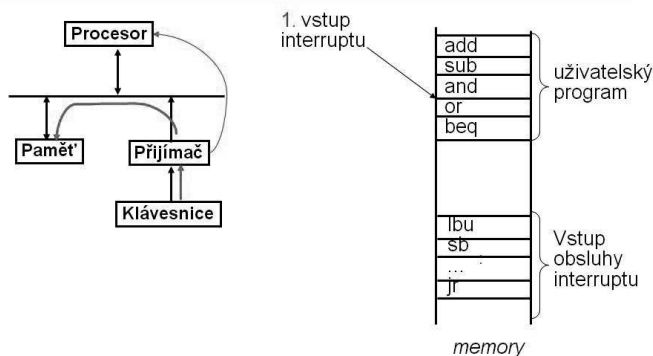 Procesor
Paměť
Přijímač
Klávesnice
1. vstup
interruptu
add
sub
and
or
beq
uživatelský
program
lbu
sb
...
jr
Vstup
obsluhy
interruptu
memory